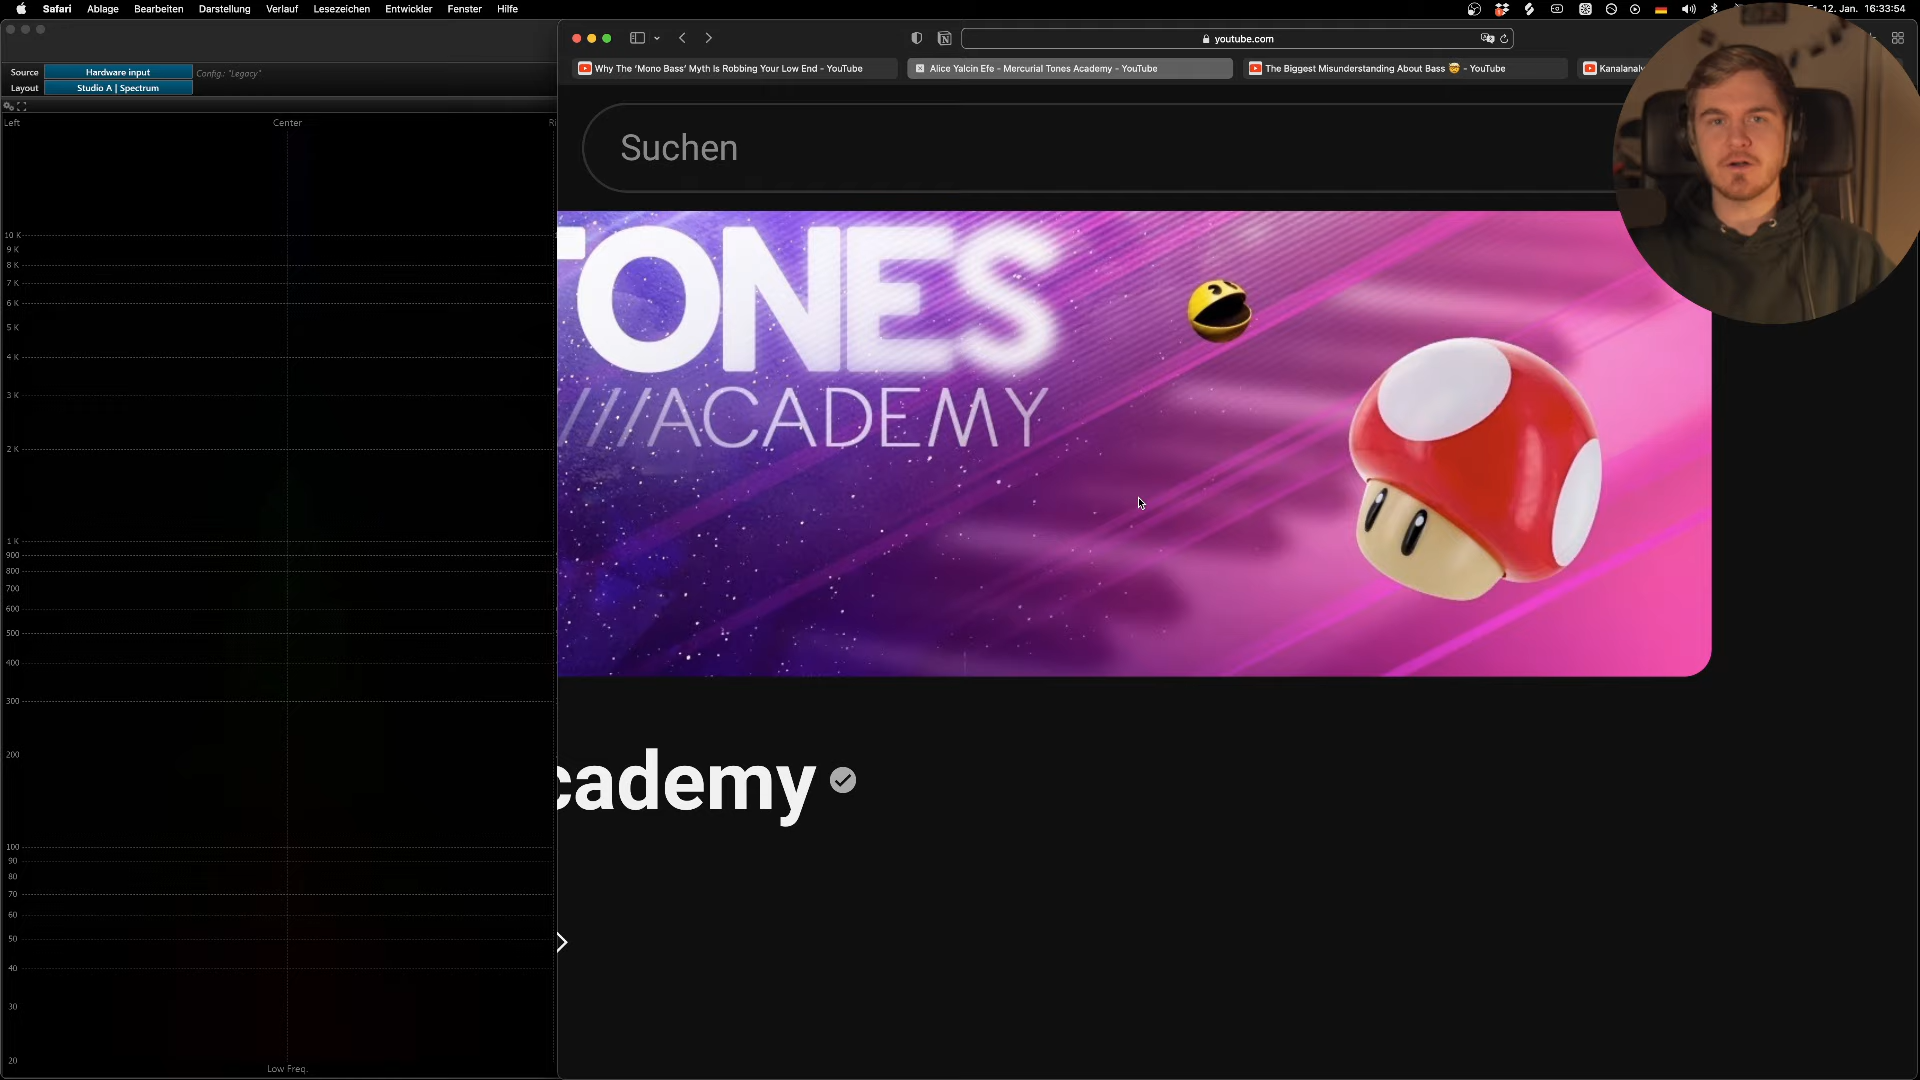 Safari Ablage Bearbeiten Darstellung Verlauf Lesezeichen Entwickler Fenster Hilfe
12. Jan. 16:33:54
youtube.com
Why The ‘Mono Bass’ Myth Is Robbing Your Low End - YouTube
Alice Yalcin Efe - Mercurial Tones Academy - YouTube
The Biggest Misunderstanding About Bass 🤯 - YouTube
Kanalanaly
Source Hardware input Config.: "Legacy"
Layout Studio A | Spectrum
Left Center Ri
10 K
9 K
8 K
7 K
6 K
5 K
4 K
3 K
2 K
1 K
900
800
700
600
500
400
300
200
100
90
80
70
60
50
40
30
20
Low Freq.
Suchen
TONES
///ACADEMY
cademy